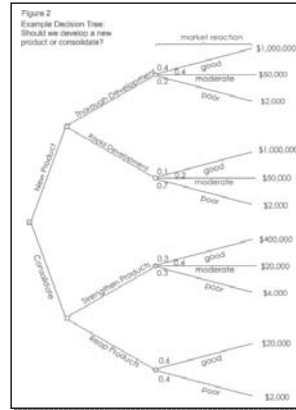 Figure 2
Example Decision Tree:
Should we develop a new
product or consolidate?
market reaction
New Product
Thorough Development
0.4 good $1,000,000
0.4 moderate $50,000
0.2 poor $2,000
Rapid Development
0.1 good $1,000,000
0.2 moderate $50,000
0.7 poor $2,000
Consolidate
Strengthen Products
0.3 good $400,000
0.4 moderate $20,000
0.3 poor $6,000
Reap Products
0.6 good $20,000
0.4 poor $2,000